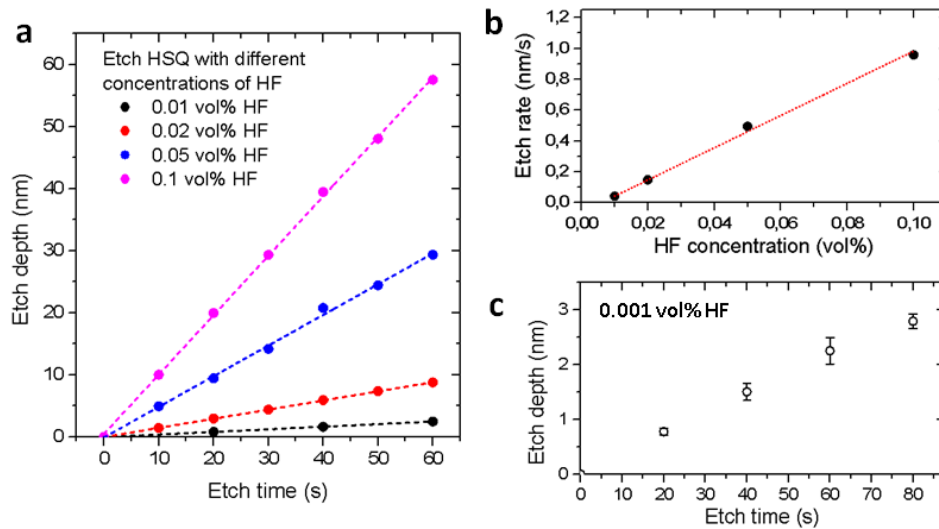 a
Etch HSQ with different
concentrations of HF
0.01 vol% HF
0.02 vol% HF
0.05 vol% HF
0.1 vol% HF
60
50
40
30
20
10
0
Etch depth (nm)
0 10 20 30 40 50 60
Etch time (s)
b
1,0
0,8
0,6
0,4
0,2
0,0
Etch rate (nm/s)
0,00 0,02 0,04 0,06 0,08 0,10
HF concentration (vol%)
c
0.001 vol% HF
3
2
1
0
Etch depth (nm)
0 10 20 30 40 50 60 70 80
Etch time (s)